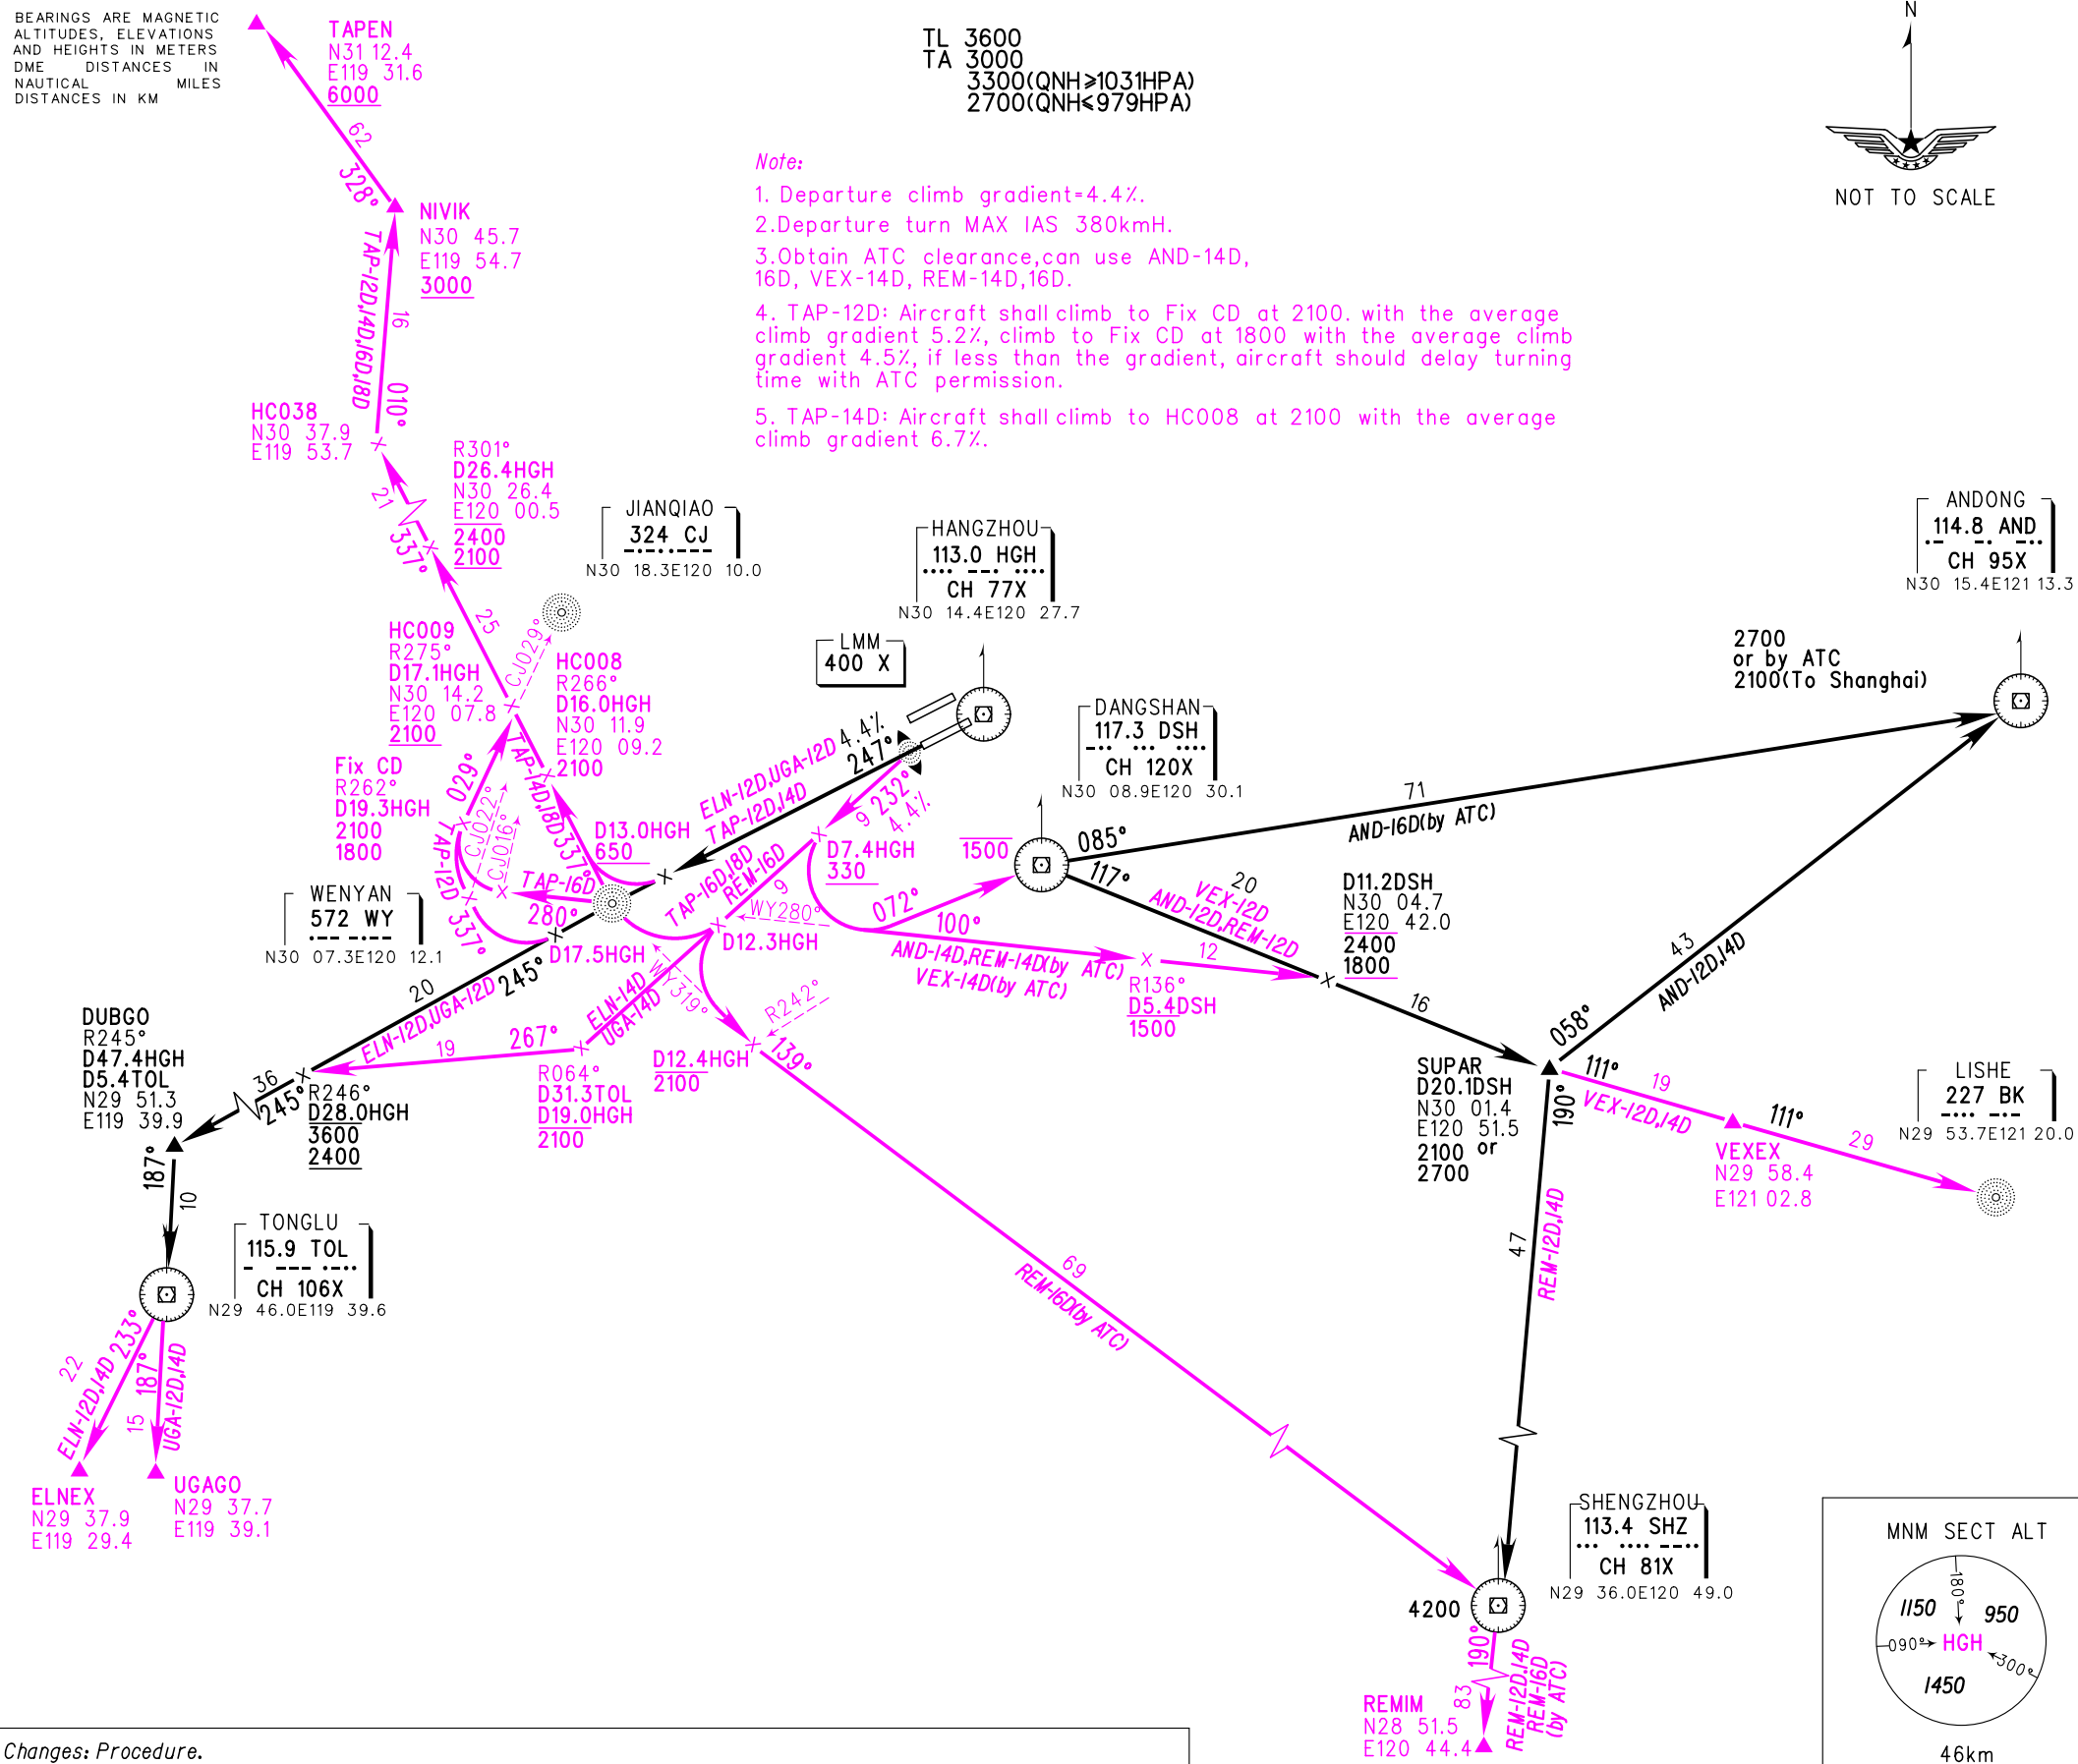 BEARINGS ARE MAGNETIC
ALTITUDES, ELEVATIONS
AND HEIGHTS IN METERS
DME DISTANCES IN
NAUTICAL MILES
DISTANCES IN KM
TAPEN
N31 12.4
E119 31.6
6000
TL 3600
TA 3000
3300(QNH≥1031HPA)
2700(QNH≤979HPA)
N
NOT TO SCALE
62
328°
NIVIK
N30 45.7
E119 54.7
3000
Note:
1. Departure climb gradient=4.4%.
2.Departure turn MAX IAS 380kmH.
3.Obtain ATC clearance,can use AND-14D,
16D, VEX-14D, REM-14D,16D.
4. TAP-12D: Aircraft shall climb to Fix CD at 2100. with the average
climb gradient 5.2%, climb to Fix CD at 1800 with the average climb
gradient 4.5%, if less than the gradient, aircraft should delay turning
time with ATC permission.
5. TAP-14D: Aircraft shall climb to HC008 at 2100 with the average
climb gradient 6.7%.
TAP-12D,14D,16D,18D
16
010°
HC038
N30 37.9
E119 53.7
21
337°
R301°
D26.4HGH
N30 26.4
E120 00.5
2400
2100
JIANQIAO
324 CJ
N30 18.3E120 10.0
HANGZHOU
113.0 HGH
CH 77X
N30 14.4E120 27.7
ANDONG
114.8 AND
CH 95X
N30 15.4E121 13.3
25
CJ029°
HC009
R275°
D17.1HGH
N30 14.2
E120 07.8
2100
HC008
R266°
D16.0HGH
N30 11.9
E120 09.2
2100
LMM
400 X
2700
or by ATC
2100(To Shanghai)
DANGSHAN
117.3 DSH
CH 120X
N30 08.9E120 30.1
4.4%
247°
ELN-12D,UGA-12D
TAP-12D,14D
9 232°
4.4%
Fix CD
R262°
D19.3HGH
2100
1800
029°
CJ022°
CJ016°
TAP-14D,18D 337°
TAP-12D
337°
D13.0HGH
650
TAP-16D
280°
TAP-16D,18D
REM-16D
9
D7.4HGH
330
1500
085°
71
AND-16D(by ATC)
117°
20
VEX-12D
AND-12D,REM-12D
D11.2DSH
N30 04.7
E120 42.0
2400
1800
WENYAN
572 WY
N30 07.3E120 12.1
WY280°
D12.3HGH
D17.5HGH
072°
100°
AND-14D,REM-14D(by ATC)
VEX-14D(by ATC)
12
R136°
D5.4DSH
1500
43
AND-12D,14D
16
058°
20
245°
ELN-12D,UGA-12D
ELN-14D
UGA-14D
WY319°
R242°
DUBGO
R245°
D47.4HGH
D5.4TOL
N29 51.3
E119 39.9
36
245°
19
267°
R246°
D28.0HGH
3600
2400
R064°
D31.3TOL
D19.0HGH
2100
D12.4HGH
2100
139°
SUPAR
D20.1DSH
N30 01.4
E120 51.5
2100 or
2700
190°
111°
19
VEX-12D,14D
VEXEX
N29 58.4
E121 02.8
111°
29
LISHE
227 BK
N29 53.7E121 20.0
187°
10
TONGLU
115.9 TOL
CH 106X
N29 46.0E119 39.6
69
REM-16D(by ATC)
47
REM-12D,14D
233°
22
ELN-12D,14D
187°
15
UGA-12D,14D
ELNEX
N29 37.9
E119 29.4
UGAGO
N29 37.7
E119 39.1
SHENGZHOU
113.4 SHZ
CH 81X
N29 36.0E120 49.0
4200
190°
83
REM-12D,14D
REM-16D
(by ATC)
REMIM
N28 51.5
E120 44.4
MNM SECT ALT
180°
1150
950
090°
HGH
300°
1450
46km
Changes: Procedure.